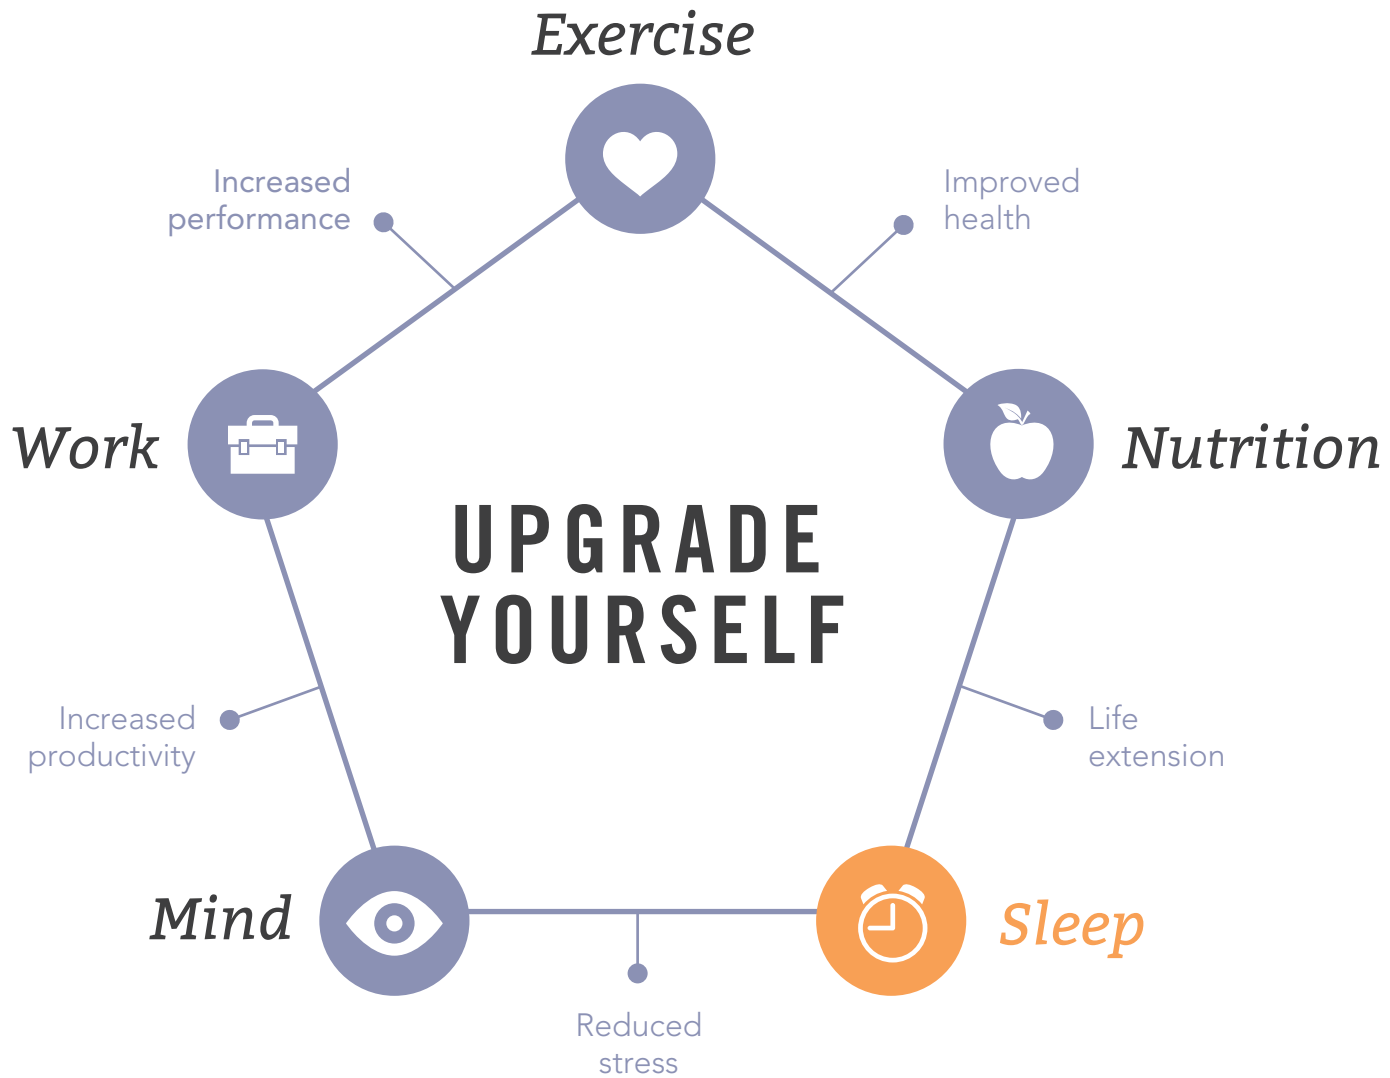 Exercise
Increased
performance
Improved
health
Work
Nutrition
UPGRADE
YOURSELF
Increased
productivity
Life
extension
Mind
Sleep
Reduced
stress